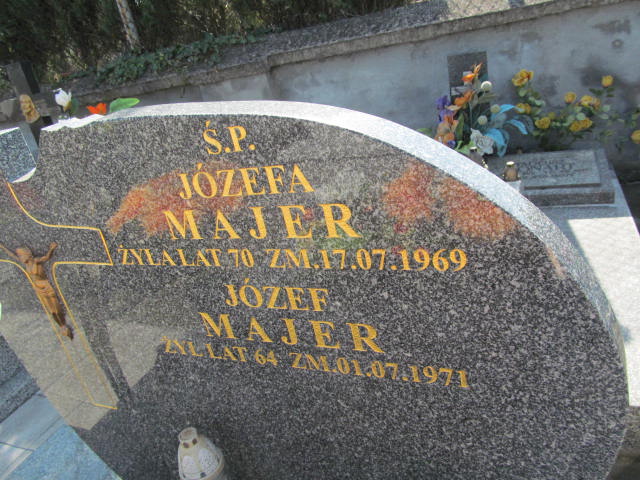 Ś.P.
JÓZEFA
MAJER
ŻYŁA LAT 70 ZM.17.07.1969
JÓZEF
MAJER
ŻYŁ LAT 64 ZM.01.07.1971